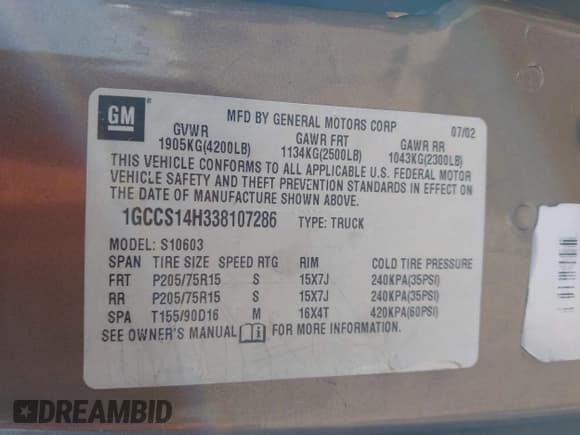 GM
MFD BY GENERAL MOTORS CORP 07/02
GVWR GAWR FRT GAWR RR
1905KG(4200LB) 1134KG(2500LB) 1043KG(2300LB)
THIS VEHICLE CONFORMS TO ALL APPLICABLE U.S. FEDERAL MOTOR
VEHICLE SAFETY AND THEFT PREVENTION STANDARDS IN EFFECT ON
THE DATE OF MANUFACTURE SHOWN ABOVE.
1GCCS14H338107286 TYPE: TRUCK
MODEL: S10603
SPAN TIRE SIZE SPEED RTG RIM COLD TIRE PRESSURE
FRT P205/75R15 S 15X7J 240KPA(35PSI)
RR P205/75R15 S 15X7J 240KPA(35PSI)
SPA T155/90D16 M 16X4T 420KPA(60PSI)
SEE OWNER'S MANUAL i FOR MORE INFORMATION.
DREAMBID